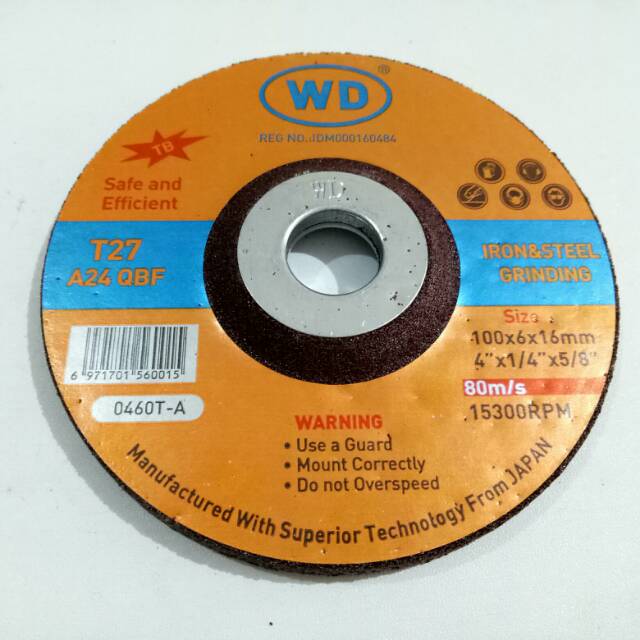 WD
®
REG NO.:IDM000160484
TB
Safe and
Efficient
T27
A24 QBF
WD
IRON&STEEL
GRINDING
Size :
100x6x16mm
4"x1/4"x5/8"
80m/s
15300RPM
6 971701 560015
0460T-A
WARNING
• Use a Guard
• Mount Correctly
• Do not Overspeed
Manufactured With Superior Technology From JAPAN